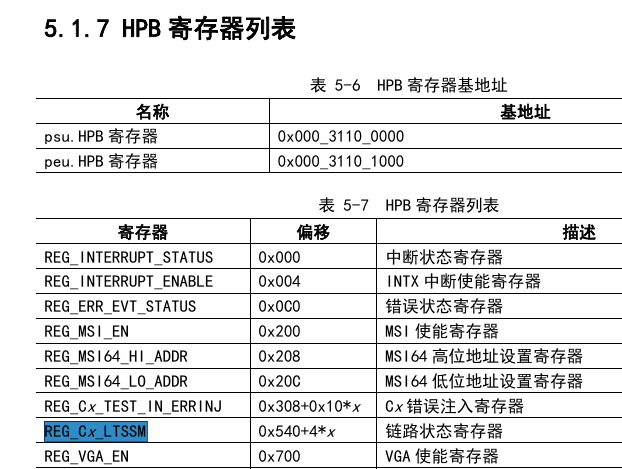 5.1.7 HPB 寄存器列表
表 5-6 HPB 寄存器基地址
名称 基地址
psu.HPB 寄存器 0x000_3110_0000
peu.HPB 寄存器 0x000_3110_1000
表 5-7 HPB 寄存器列表
寄存器 偏移 描述
REG_INTERRUPT_STATUS 0x000 中断状态寄存器
REG_INTERRUPT_ENABLE 0x004 INTX 中断使能寄存器
REG_ERR_EVT_STATUS 0x0C0 错误状态寄存器
REG_MSI_EN 0x200 MSI 使能寄存器
REG_MSI64_HI_ADDR 0x208 MSI64 高位地址设置寄存器
REG_MSI64_LO_ADDR 0x20C MSI64 低位地址设置寄存器
REG_Cx_TEST_IN_ERRINJ 0x308+0x10*x Cx 错误注入寄存器
REG_Cx_LTSSM 0x540+4*x 链路状态寄存器
REG_VGA_EN 0x700 VGA 使能寄存器